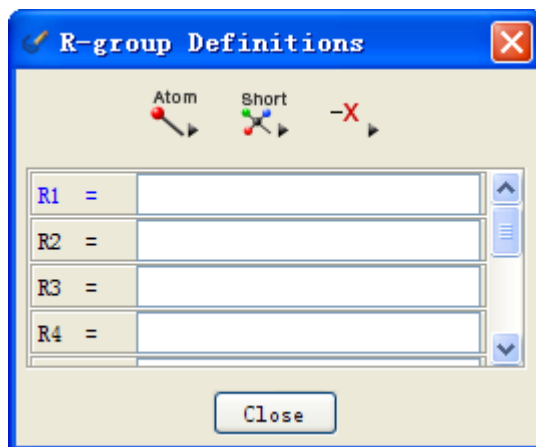 R-group Definitions
Atom Short -X
R1 =
R2 =
R3 =
R4 =
Close